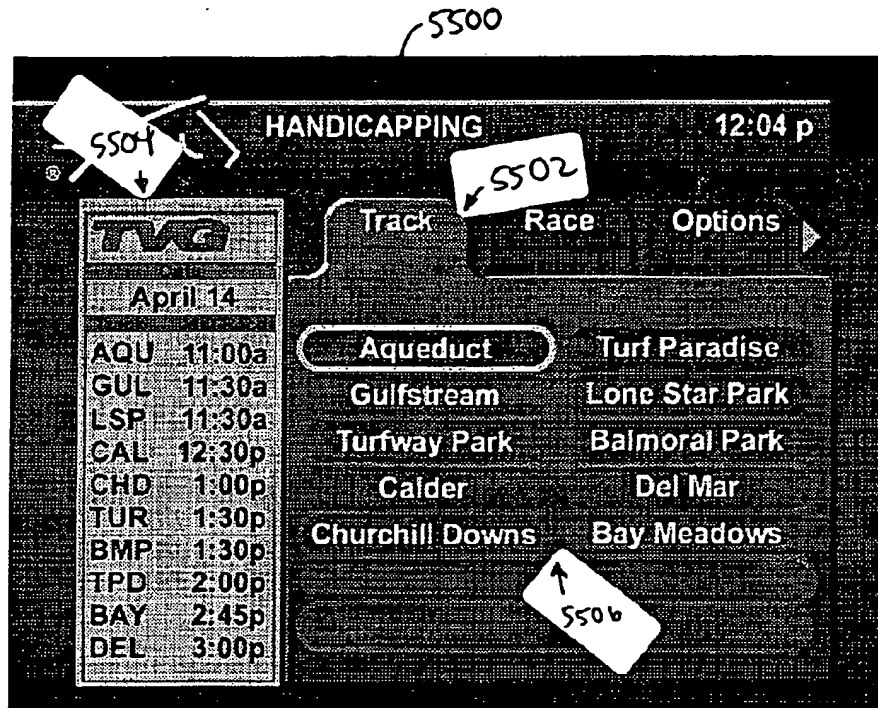 5500
HANDICAPPING 12:04 p
5504
®
5502
TVG
Track Race Options
April 14
AQU 11:00a
GUL 11:30a
LSP 11:30a
CAL 12:30p
CHD 1:00p
TUR 1:30p
BMP 1:30p
TPD 2:00p
BAY 2:45p
DEL 3:00p
Aqueduct Turf Paradise
Gulfstream Lone Star Park
Turfway Park Balmoral Park
Calder Del Mar
Churchill Downs Bay Meadows
5506